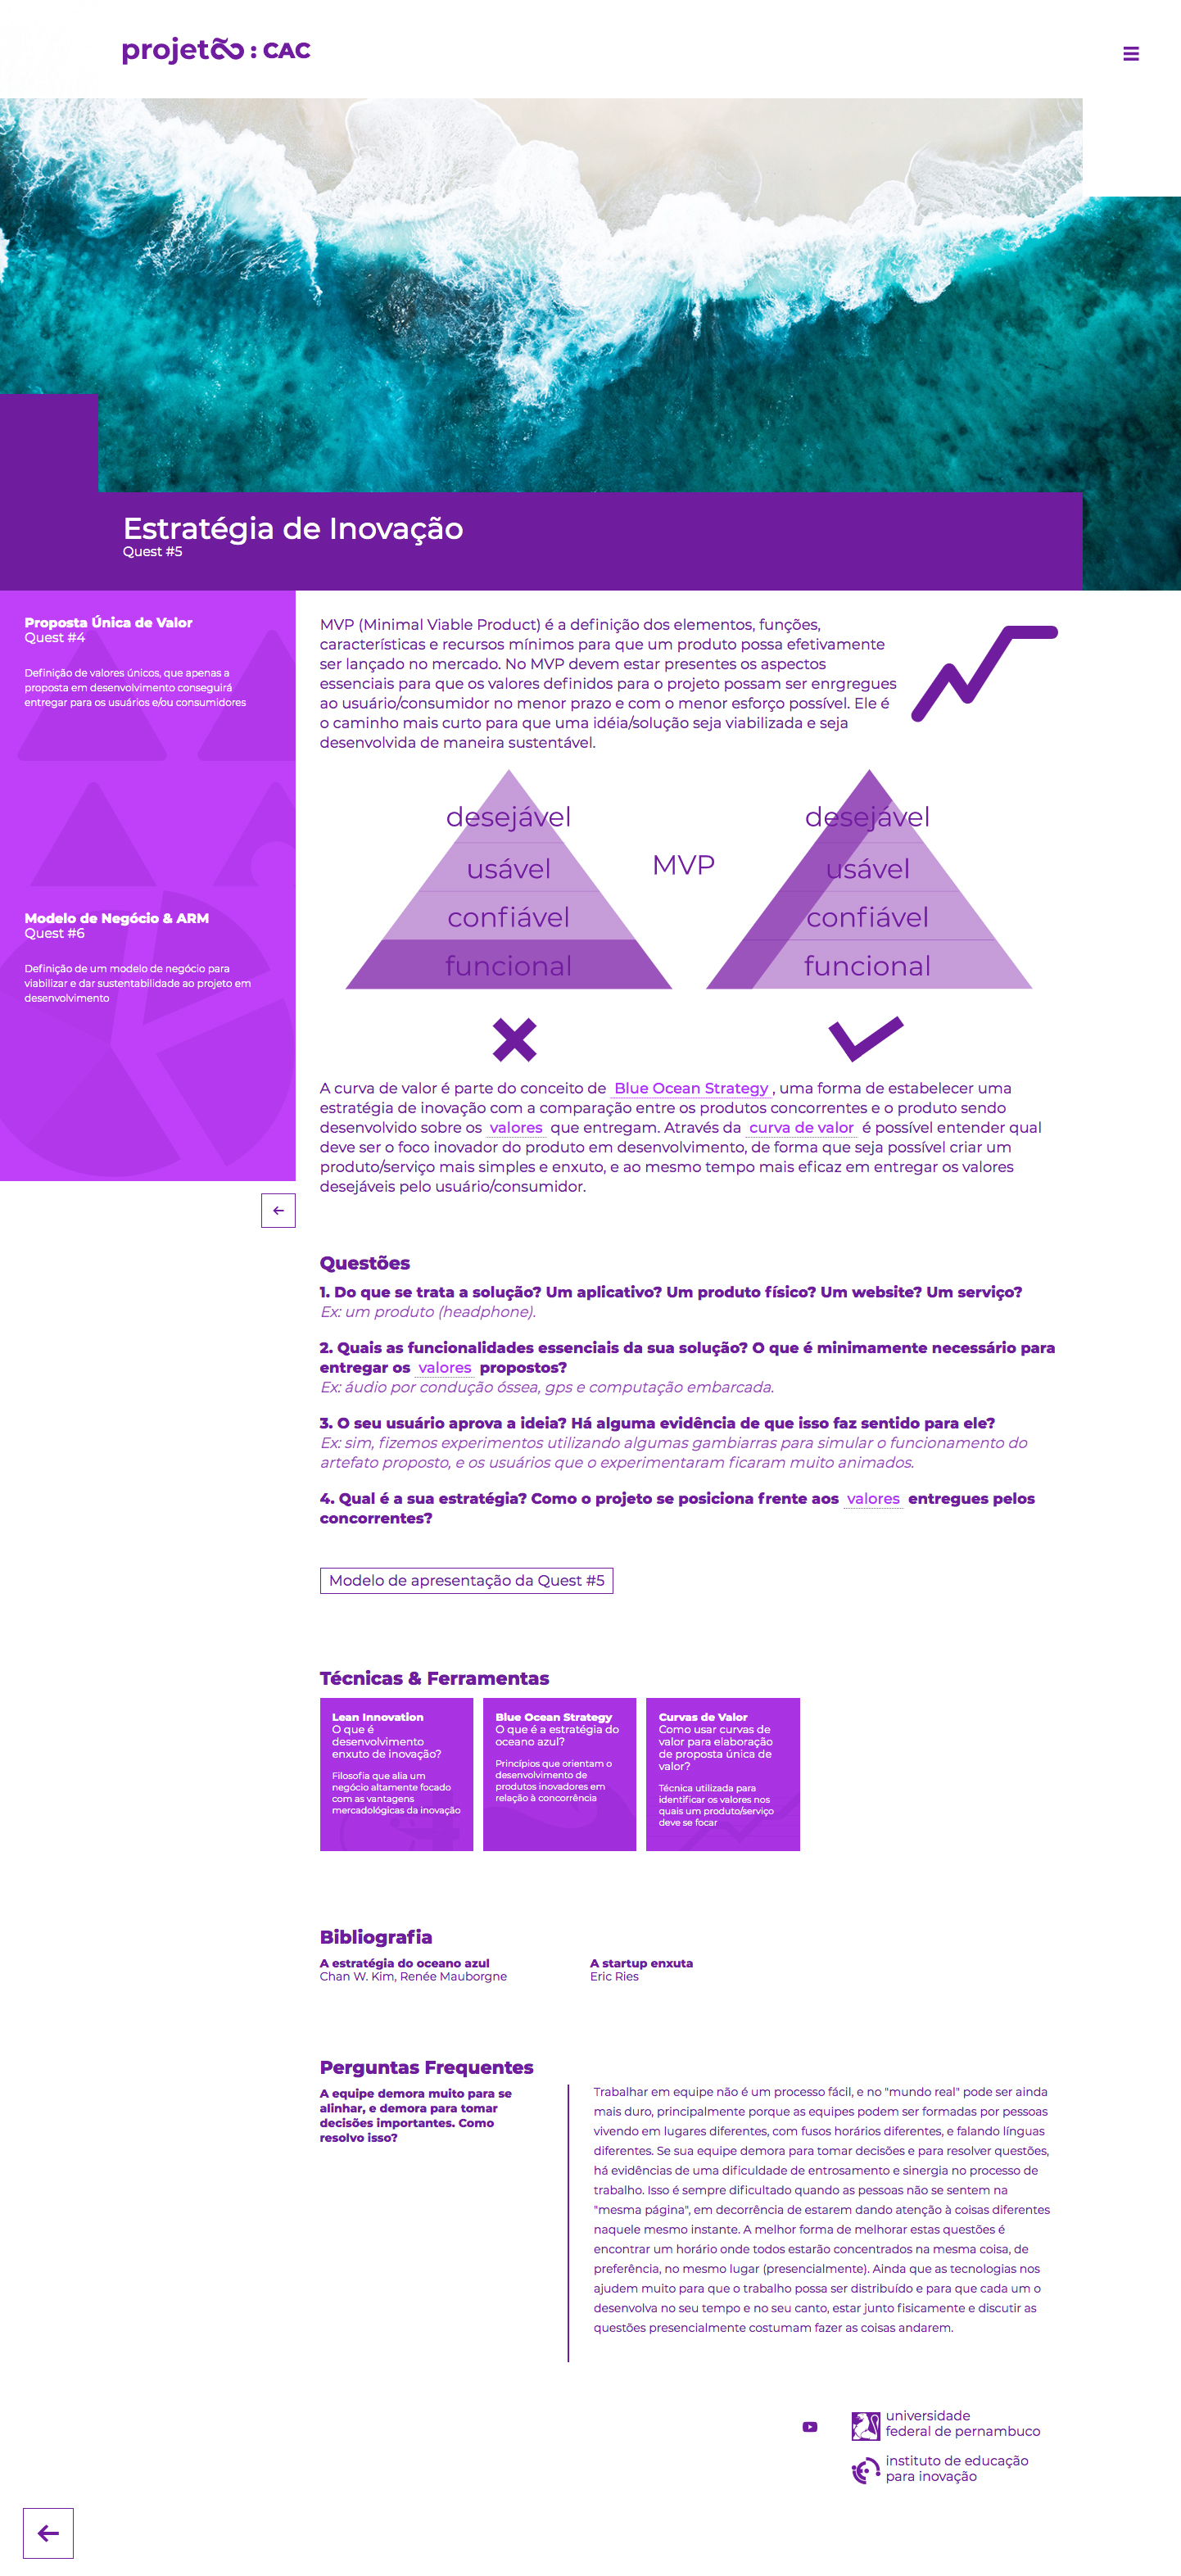 projetão : CAC
Estratégia de Inovação
Quest #5
Proposta Única de Valor
Quest #4
Definição de valores únicos, que apenas a
proposta em desenvolvimento conseguirá
entregar para os usuários e/ou consumidores
Modelo de Negócio & ARM
Quest #6
Definição de um modelo de negócio para
viabilizar e dar sustentabilidade ao projeto em
desenvolvimento
MVP (Minimal Viable Product) é a definição dos elementos, funções,
características e recursos mínimos para que um produto possa efetivamente
ser lançado no mercado. No MVP devem estar presentes os aspectos
essenciais para que os valores definidos para o projeto possam ser enrgregues
ao usuário/consumidor no menor prazo e com o menor esforço possível. Ele é
o caminho mais curto para que uma idéia/solução seja viabilizada e seja
desenvolvida de maneira sustentável.
desejável
usável
confiável
funcional
MVP
desejável
usável
confiável
funcional
A curva de valor é parte do conceito de Blue Ocean Strategy, uma forma de estabelecer uma
estratégia de inovação com a comparação entre os produtos concorrentes e o produto sendo
desenvolvido sobre os valores que entregam. Através da curva de valor é possível entender qual
deve ser o foco inovador do produto em desenvolvimento, de forma que seja possível criar um
produto/serviço mais simples e enxuto, e ao mesmo tempo mais eficaz em entregar os valores
desejáveis pelo usuário/consumidor.
Questões
1. Do que se trata a solução? Um aplicativo? Um produto físico? Um website? Um serviço?
Ex: um produto (headphone).
2. Quais as funcionalidades essenciais da sua solução? O que é minimamente necessário para
entregar os valores propostos?
Ex: áudio por condução óssea, gps e computação embarcada.
3. O seu usuário aprova a ideia? Há alguma evidência de que isso faz sentido para ele?
Ex: sim, fizemos experimentos utilizando algumas gambiarras para simular o funcionamento do
artefato proposto, e os usuários que o experimentaram ficaram muito animados.
4. Qual é a sua estratégia? Como o projeto se posiciona frente aos valores entregues pelos
concorrentes?
Modelo de apresentação da Quest #5
Técnicas & Ferramentas
Lean Innovation
O que é
desenvolvimento
enxuto de inovação?
Filosofia que alia um
negócio altamente focado
com as vantagens
mercadológicas da inovação
Blue Ocean Strategy
O que é a estratégia do
oceano azul?
Princípios que orientam o
desenvolvimento de
produtos inovadores em
relação à concorrência
Curvas de Valor
Como usar curvas de
valor para elaboração
de proposta única de
valor?
Técnica utilizada para
identificar os valores nos
quais um produto/serviço
deve se focar
Bibliografia
A estratégia do oceano azul
Chan W. Kim, Renée Mauborgne
A startup enxuta
Eric Ries
Perguntas Frequentes
A equipe demora muito para se
alinhar, e demora para tomar
decisões importantes. Como
resolvo isso?
Trabalhar em equipe não é um processo fácil, e no "mundo real" pode ser ainda
mais duro, principalmente porque as equipes podem ser formadas por pessoas
vivendo em lugares diferentes, com fusos horários diferentes, e falando línguas
diferentes. Se sua equipe demora para tomar decisões e para resolver questões,
há evidências de uma dificuldade de entrosamento e sinergia no processo de
trabalho. Isso é sempre dificultado quando as pessoas não se sentem na
"mesma página", em decorrência de estarem dando atenção à coisas diferentes
naquele mesmo instante. A melhor forma de melhorar estas questões é
encontrar um horário onde todos estarão concentrados na mesma coisa, de
preferência, no mesmo lugar (presencialmente). Ainda que as tecnologias nos
ajudem muito para que o trabalho possa ser distribuído e para que cada um o
desenvolva no seu tempo e no seu canto, estar junto fisicamente e discutir as
questões presencialmente costumam fazer as coisas andarem.
universidade
federal de pernambuco
instituto de educação
para inovação